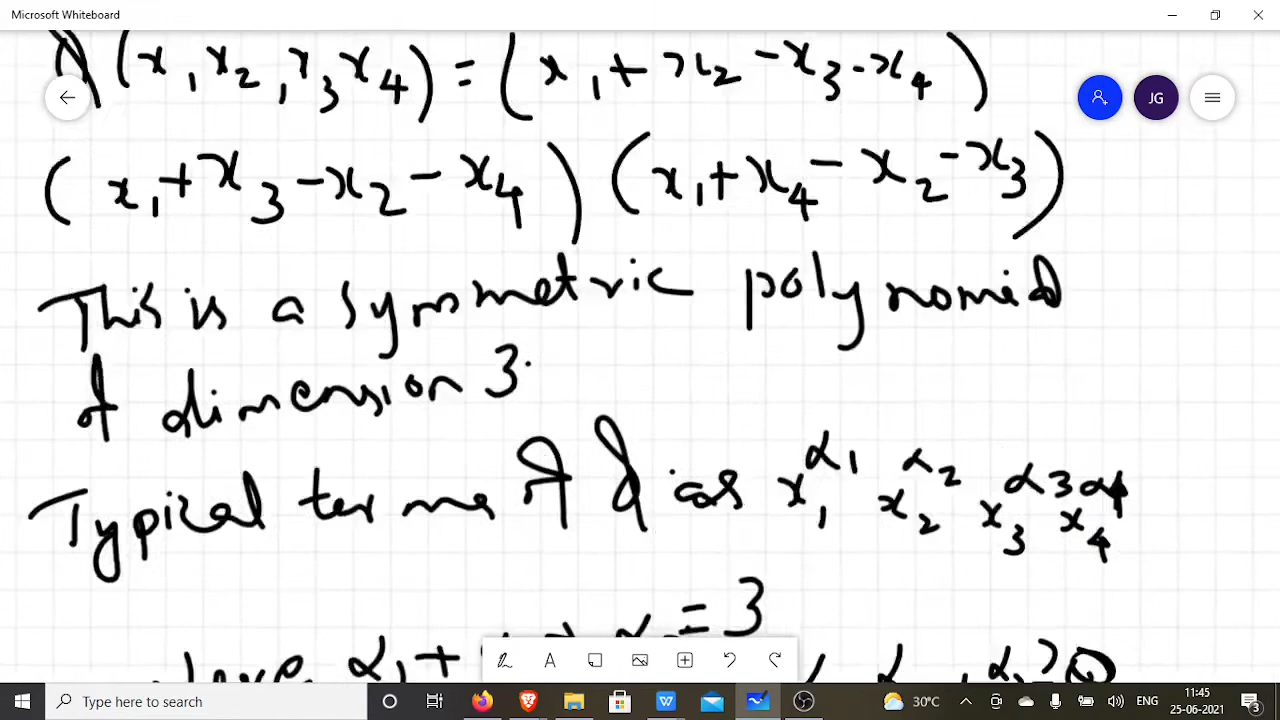 Microsoft Whiteboard
(x₁ x₂, x₃ x₄) = (x₁ + x₂ - x₃ - x₄)
JG
(x₁ + x₃ - x₂ - x₄) (x₁ + x₄ - x₂ - x₃)
This is a symmetric polynomial
of dimension 3.
Typical terms of f is x₁^α₁ x₂^α₂ x₃^α₃ x₄^α₄
α₁ + = 3
Type here to search
30°C
ENG
11:45
25-06-2021
3